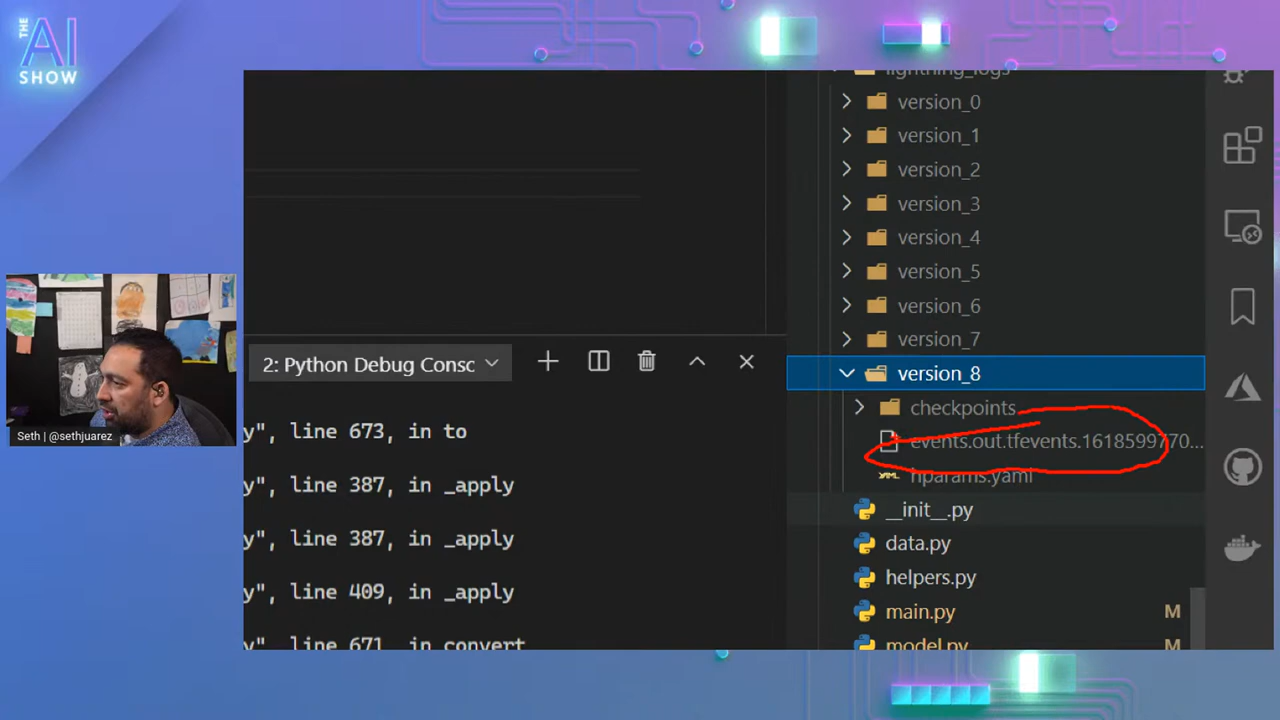 THE
AI
SHOW
lightning_logs
version_0
version_1
version_2
version_3
version_4
version_5
version_6
version_7
version_8
checkpoints
events.out.tfevents.1618599770...
hparams.yaml
__init__.py
data.py
helpers.py
main.py M
model.py M
2: Python Debug Consc
y", line 673, in to
y", line 387, in _apply
y", line 387, in _apply
y", line 409, in _apply
y", line 671, in convert
Seth | @sethjuarez